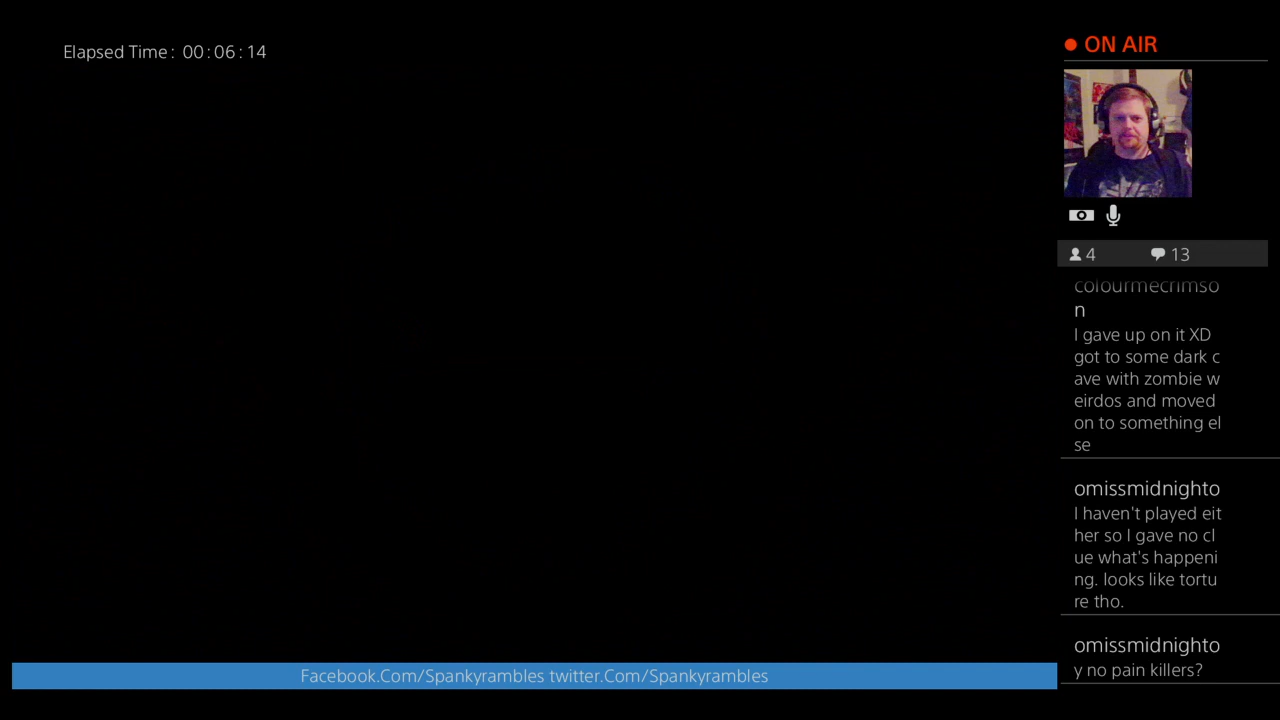 Elapsed Time: 00:06:14
ON AIR
4 13
colourmecrimso
n
I gave up on it XD
got to some dark c
ave with zombie w
eirdos and moved
on to something el
se
omissmidnighto
I haven't played eit
her so I gave no cl
ue what's happeni
ng. looks like tortu
re tho.
omissmidnighto
y no pain killers?
Facebook.Com/Spankyrambles twitter.Com/Spankyrambles